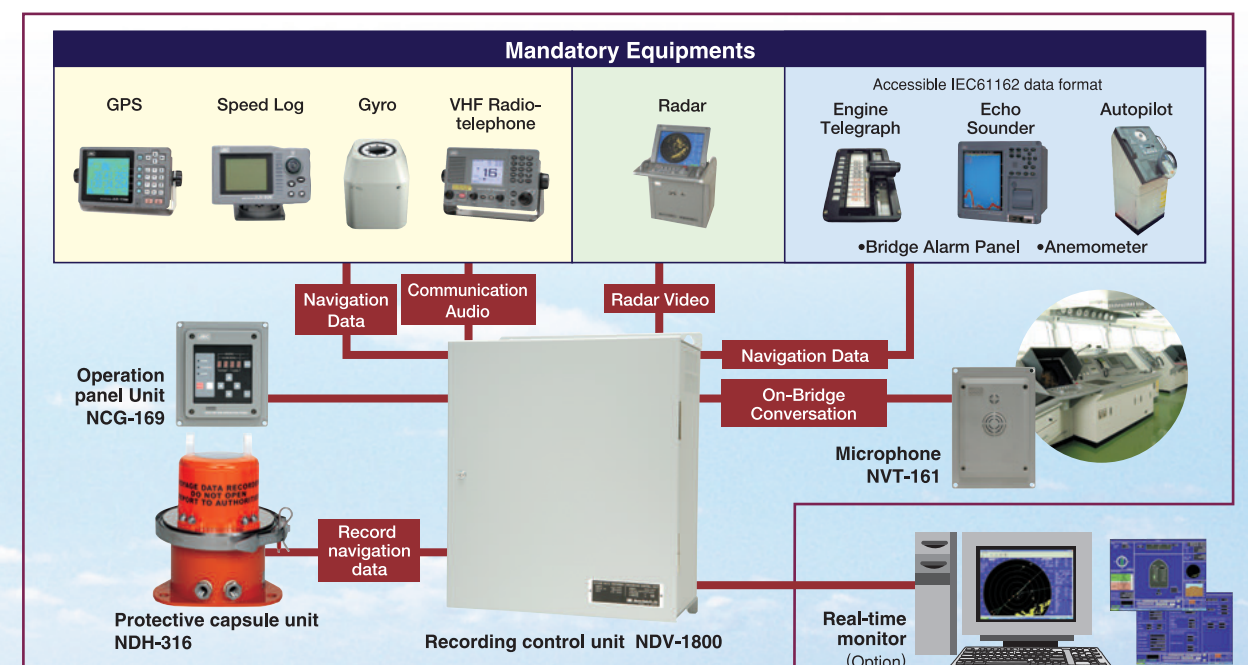 Mandatory Equipments
Accessible IEC61162 data format
GPS
Speed Log
Gyro
VHF Radio-
telephone
Radar
Engine
Telegraph
Echo
Sounder
Autopilot
•Bridge Alarm Panel •Anemometer
Navigation
Data
Communication
Audio
Radar Video
Navigation Data
Operation
panel Unit
NCG-169
On-Bridge
Conversation
Microphone
NVT-161
VOYAGE DATA RECORDER
DO NOT OPEN
REPORT TO AUTHORITIES
Record
navigation
data
Protective capsule unit
NDH-316
Recording control unit NDV-1800
Real-time
monitor
(Option)